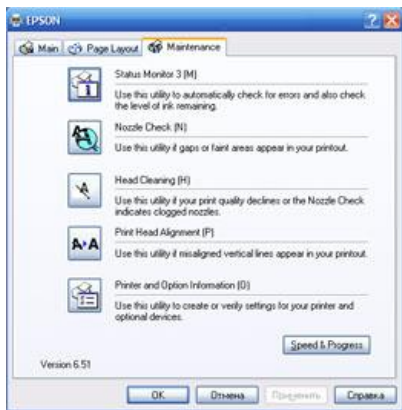 EPSON
Main Page Layout Maintenance
Status Monitor 3 (M)
Use this utility to automatically check for errors and also check
the level of ink remaining.
Nozzle Check (N)
Use this utility if gaps or faint areas appear in your printout.
Head Cleaning (H)
Use this utility if your print quality declines or the Nozzle Check
indicates clogged nozzles.
Print Head Alignment (P)
Use this utility if misaligned vertical lines appear in your printout.
Printer and Option Information (O)
Use this utility to create or verify settings for your printer and
optional devices.
Speed & Progress
Version 6.51
OK Отмена Применить Справка